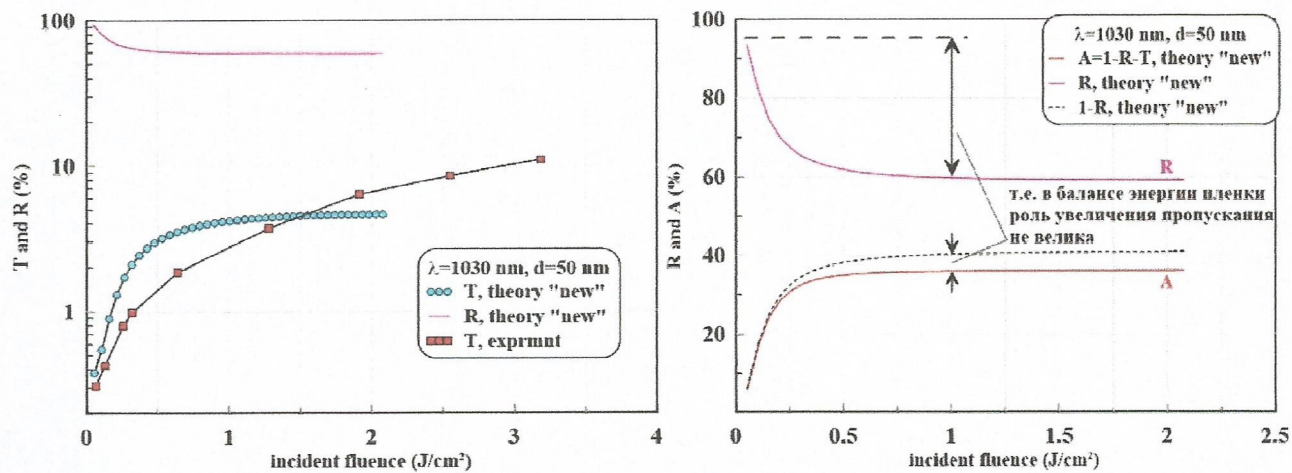 100
10
1
T and R (%)
0
1
2
3
4
incident fluence (J/cm²)
λ=1030 nm, d=50 nm
T, theory "new"
R, theory "new"
T, exprmnt
100
80
60
40
20
R and A (%)
0
0.5
1
1.5
2
2.5
incident fluence (J/cm²)
λ=1030 nm, d=50 nm
A=1-R-T, theory "new"
R, theory "new"
1-R, theory "new"
R
т.е. в балансе энергии пленки
роль увеличения пропускания
не велика
A